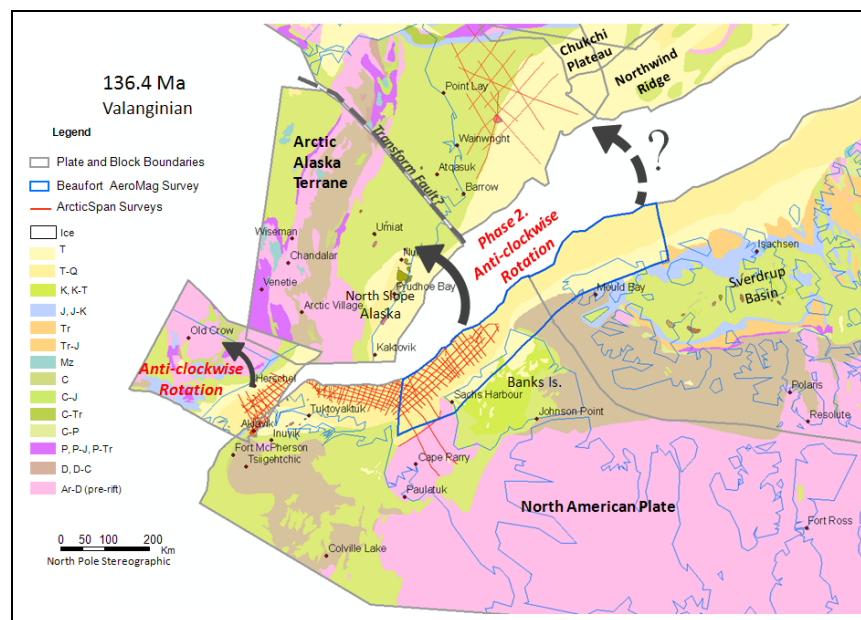 136.4 Ma
Valanginian
Legend
Plate and Block Boundaries
Beaufort AeroMag Survey
ArcticSpan Surveys
Ice
T
T-Q
K, K-T
J, J-K
Tr
Tr-J
Mz
C
C-J
C-Tr
C-P
P, P-J, P-Tr
D, D-C
Ar-D (pre-rift)
0 50 100 200
Km
North Pole Stereographic
Chukchi
Plateau
Northwind
Ridge
Point Lay
Wainwright
Atqasuk
Barrow
Arctic
Alaska
Terrane
Transform Fault?
?
Umiat
Wiseman
Chandalar
Venetie
Arctic Village
Prudhoe Bay
North Slope
Alaska
Kaktovik
Phase 2.
Anti-clockwise
Rotation
Isachsen
Sverdrup
Basin
Mould Bay
Old Crow
Anti-clockwise
Rotation
Herschel
Aklavik
Tuktoyaktuk
Inuvik
Fort McPherson
Tsigehtchic
Banks Is.
Sachs Harbour
Johnson Point
Polaris
Resolute
Cape Parry
Paulatuk
North American Plate
Fort Ross
Colville Lake